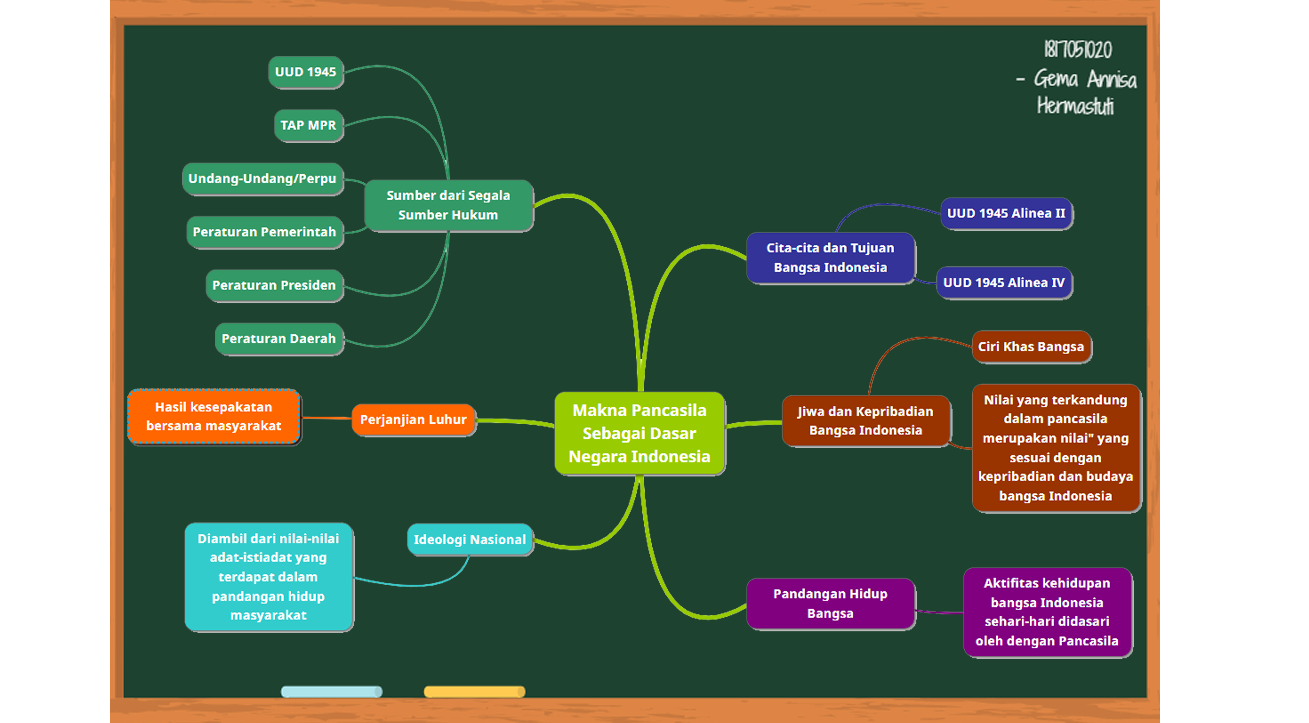 1817051020
- Gema Annisa
Hermastuti
UUD 1945
TAP MPR
Undang-Undang/Perpu
Peraturan Pemerintah
Peraturan Presiden
Peraturan Daerah
Sumber dari Segala
Sumber Hukum
Cita-cita dan Tujuan
Bangsa Indonesia
UUD 1945 Alinea II
UUD 1945 Alinea IV
Hasil kesepakatan
bersama masyarakat
Perjanjian Luhur
Makna Pancasila
Sebagai Dasar
Negara Indonesia
Jiwa dan Kepribadian
Bangsa Indonesia
Ciri Khas Bangsa
Nilai yang terkandung
dalam pancasila
merupakan nilai" yang
sesuai dengan
kepribadian dan budaya
bangsa Indonesia
Diambil dari nilai-nilai
adat-istiadat yang
terdapat dalam
pandangan hidup
masyarakat
Ideologi Nasional
Pandangan Hidup
Bangsa
Aktifitas kehidupan
bangsa Indonesia
sehari-hari didasari
oleh dengan Pancasila